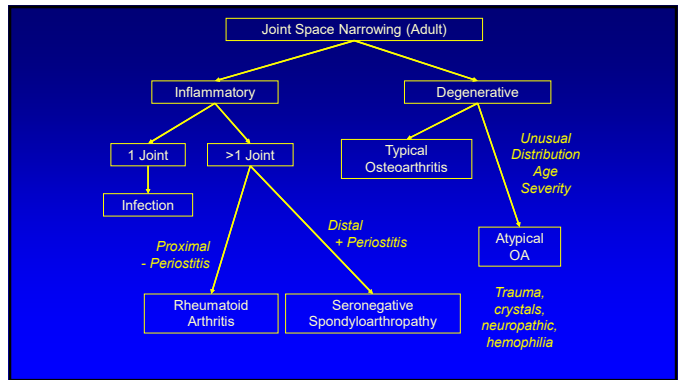 Joint Space Narrowing (Adult)
Inflammatory
Degenerative
1 Joint
>1 Joint
Typical
Osteoarthritis
Unusual
Distribution
Age
Severity
Infection
Proximal
- Periostitis
Distal
+ Periostitis
Atypical
OA
Rheumatoid
Arthritis
Seronegative
Spondyloarthropathy
Trauma,
crystals,
neuropathic,
hemophilia